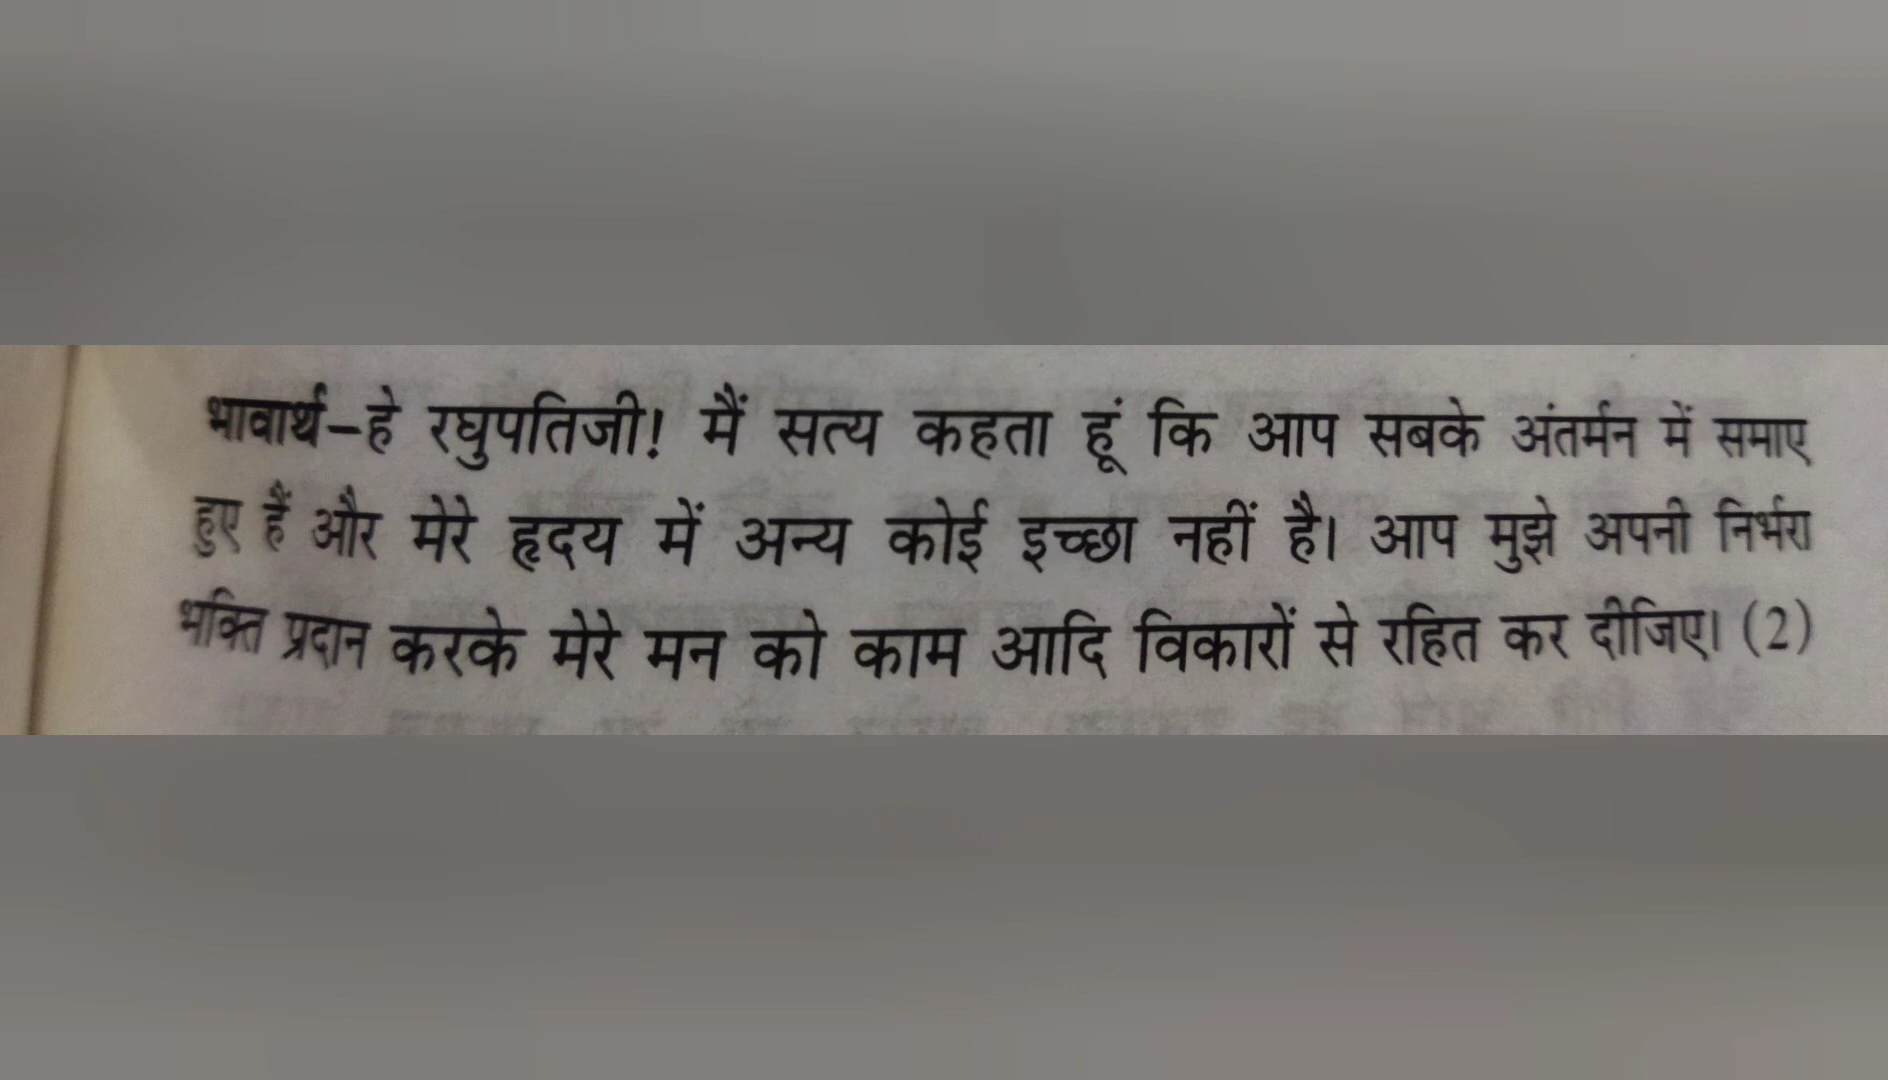 भावार्थ–हे रघुपतिजी! मैं सत्य कहता हूं कि आप सबके अंतर्मन में समाए
हुए हैं और मेरे हृदय में अन्य कोई इच्छा नहीं है। आप मुझे अपनी निर्भरा
भक्ति प्रदान करके मेरे मन को काम आदि विकारों से रहित कर दीजिए। (2)